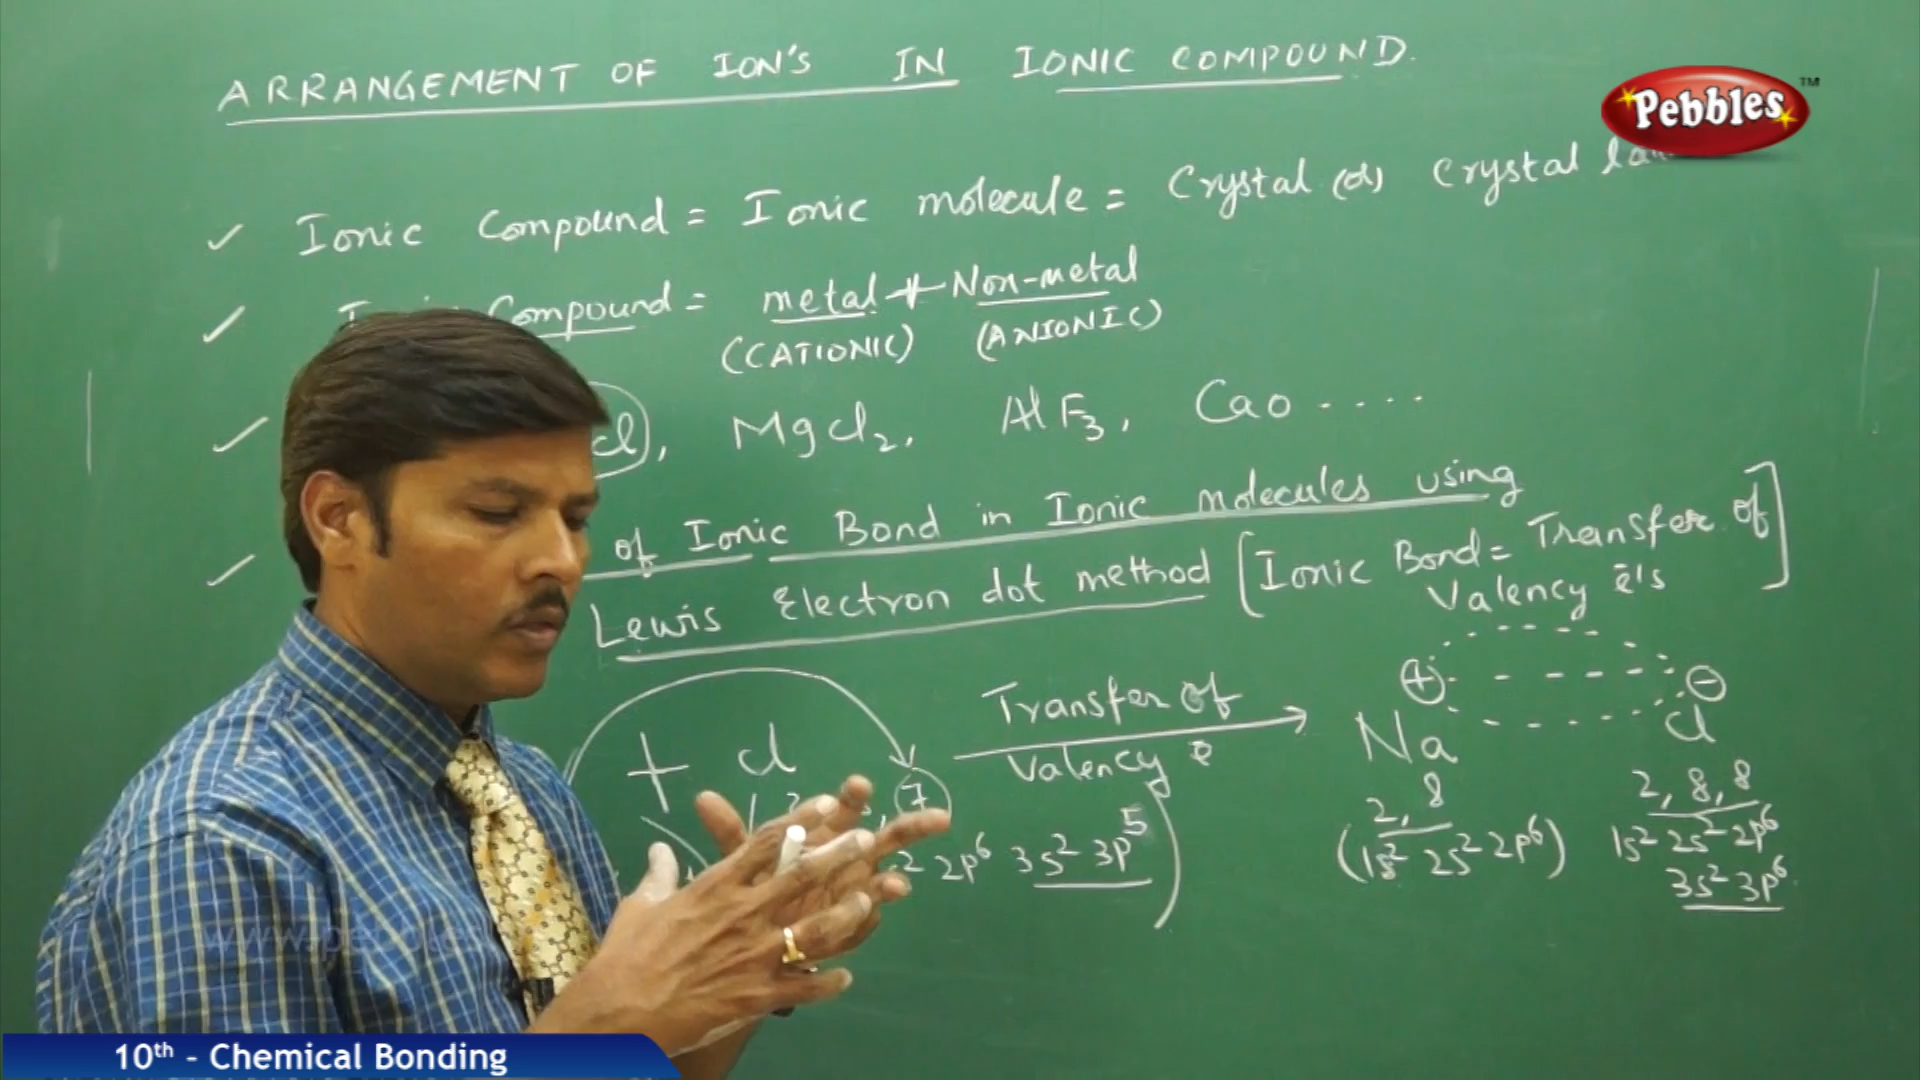 ARRANGEMENT OF ION'S IN IONIC COMPOUND.
Pebbles™
✓ Ionic Compound = Ionic molecule = Crystal (or) Crystal
✓ Compound = metal + Non-metal
(CATIONIC) (ANIONIC)
✓ Cl, MgCl₂, AlF₃, CaO ....
✓ of Ionic Bond in Ionic Molecules using
Lewis Electron dot method [Ionic Bond = Transfer of
Valency ē's]
+ Cl Transfer of Valency e → Na ⊕ Cl ⊖
7 2, 8 2, 8, 8
2p⁶ 3s² 3p⁵) (1s² 2s² 2p⁶) 1s² 2s² 2p⁶
3s² 3p⁶
10th - Chemical Bonding